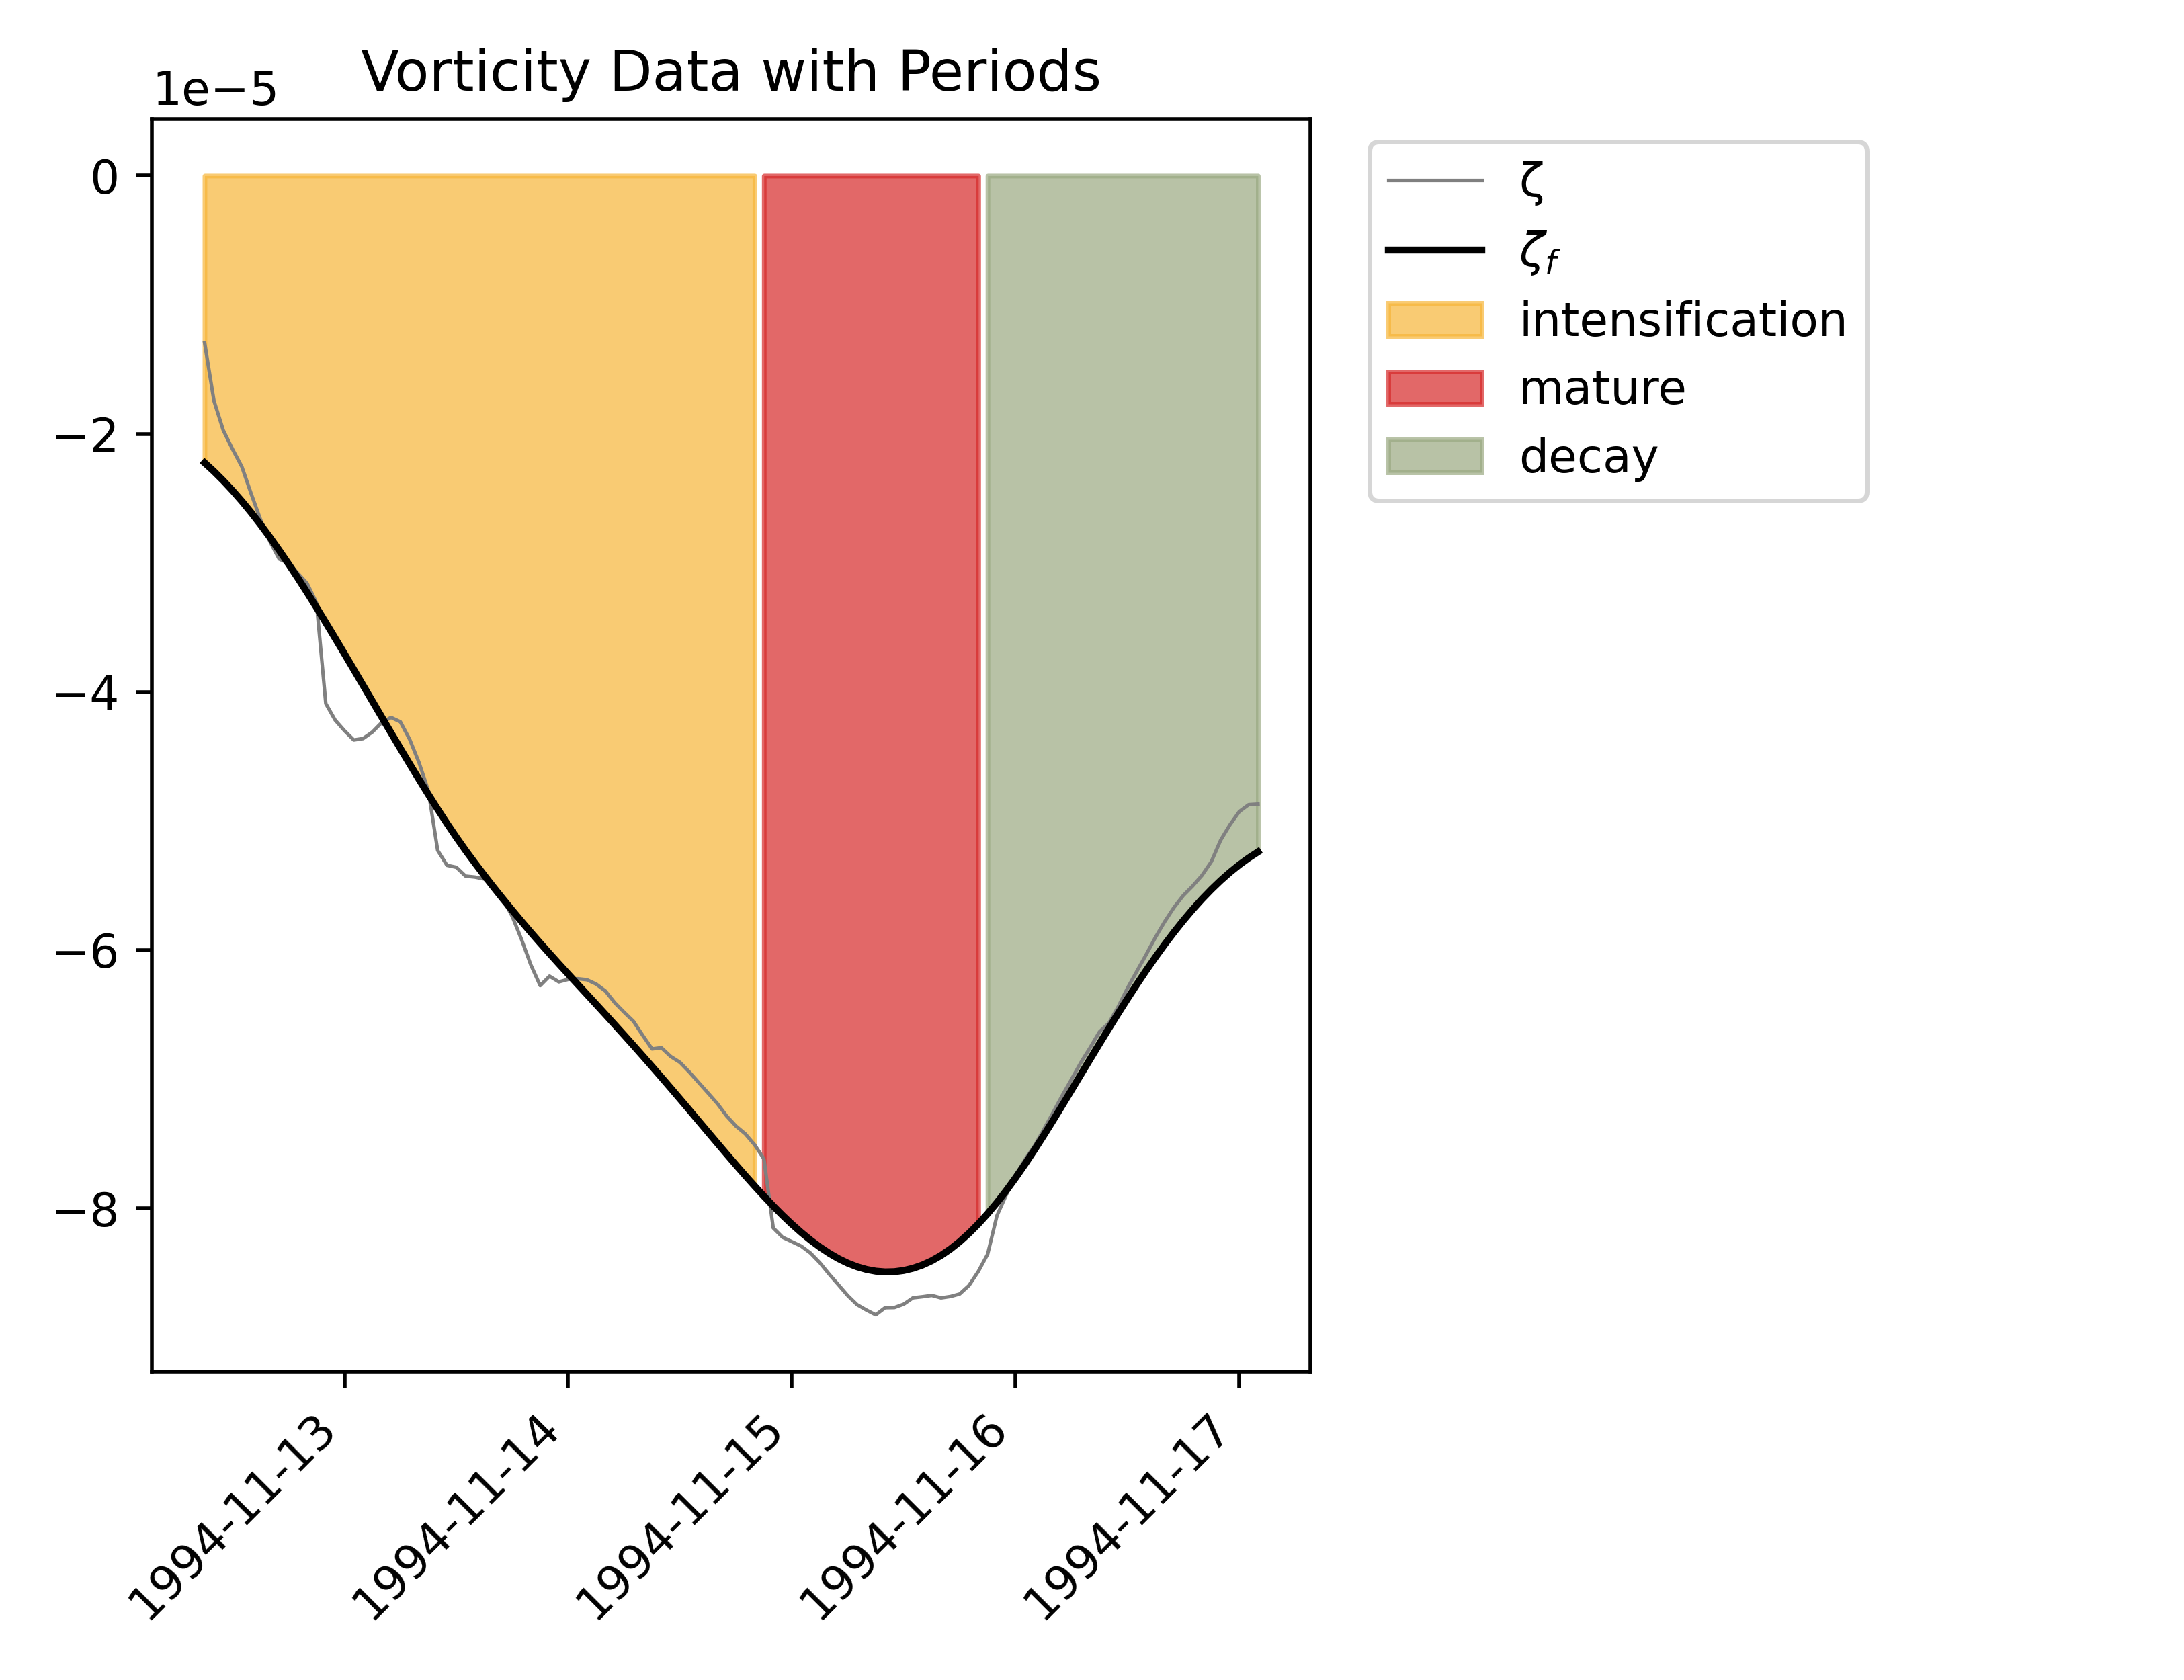 Vorticity Data with Periods
1e−5
0
−2
−4
−6
−8
1994-11-13
1994-11-14
1994-11-15
1994-11-16
1994-11-17
ζ
ζf
intensification
mature
decay